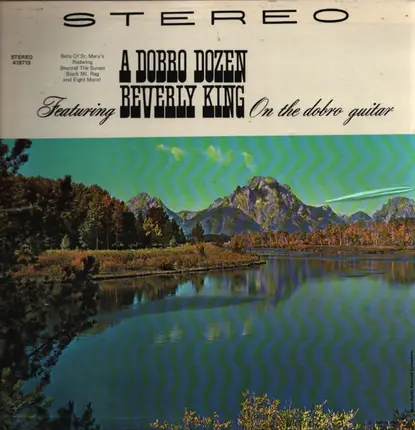 STEREO
STEREO
418715
Bells Of St. Mary's
Redwing
Beyond The Sunset
Black Mt. Rag
and Eight More!
A DOBRO DOZEN
Featuring BEVERLY KING On the dobro guitar